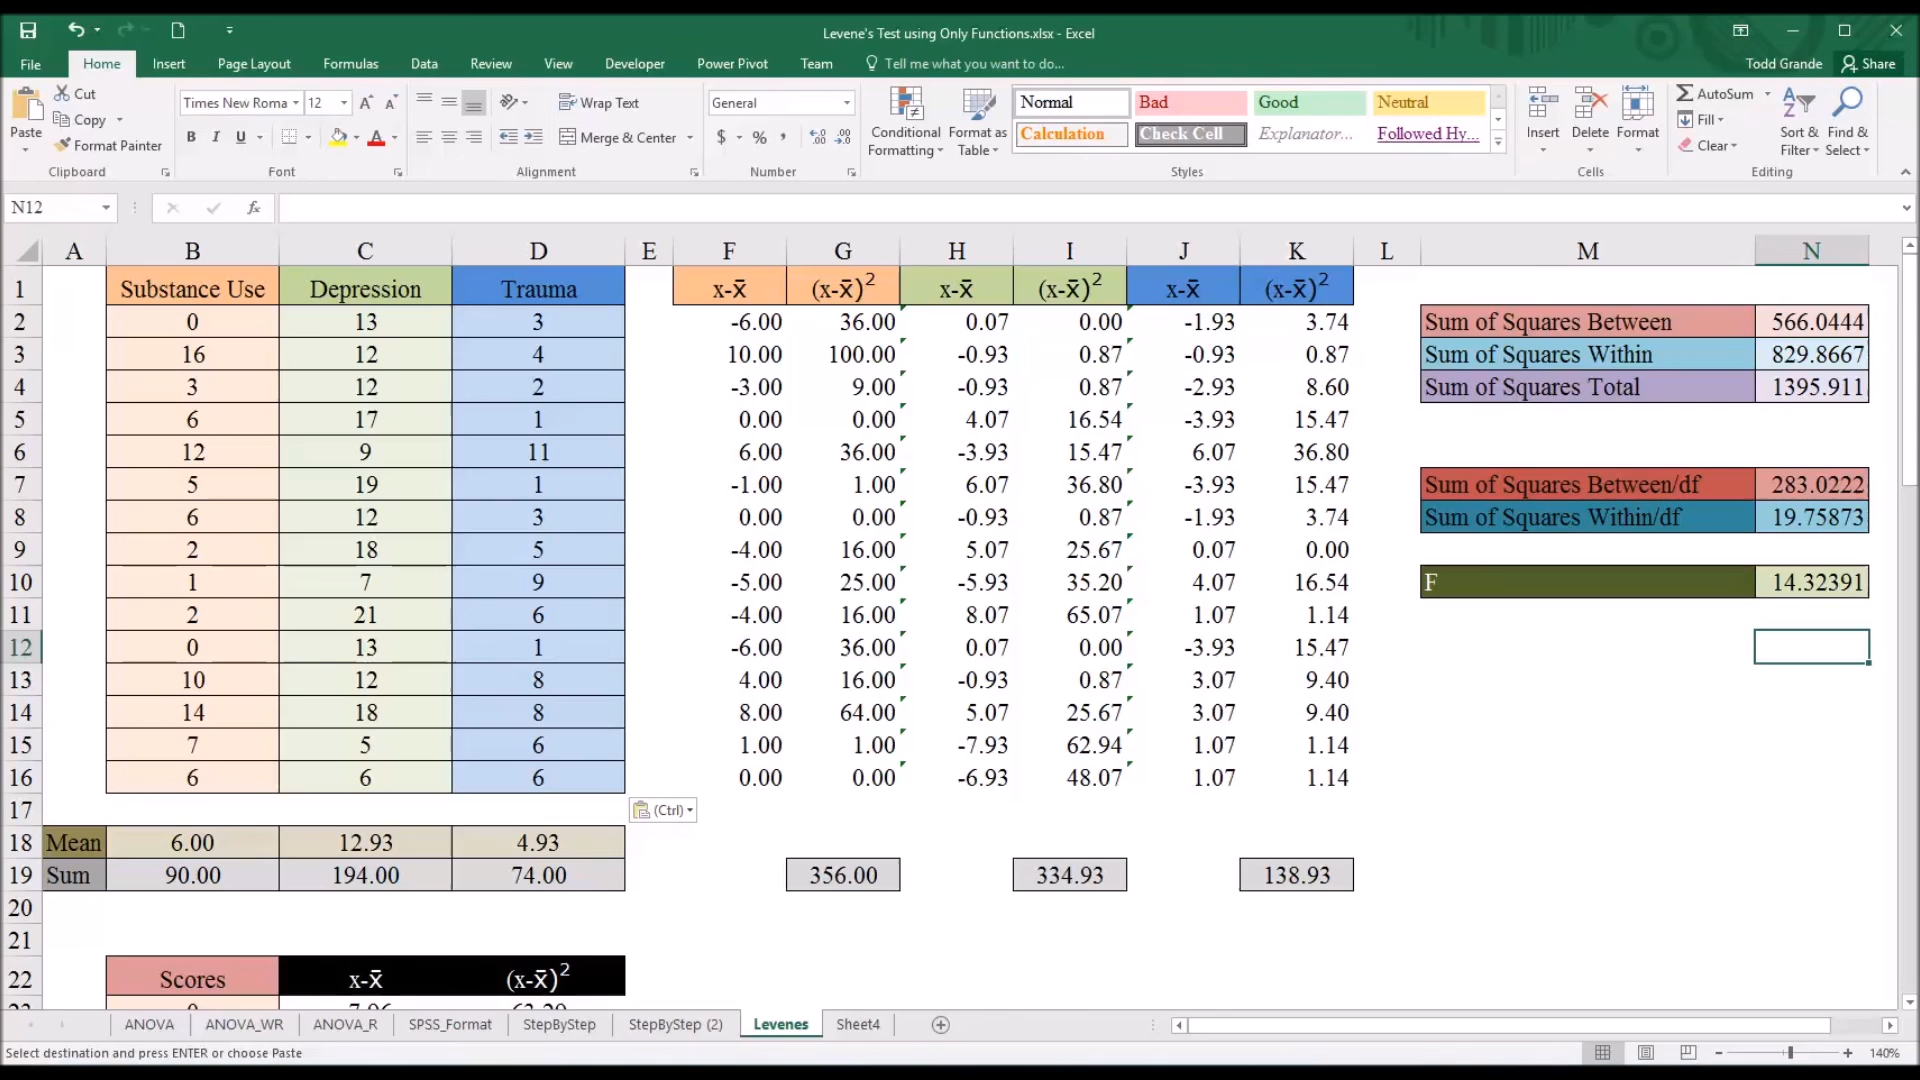 Levene's Test using Only Functions.xlsx - Excel
File Home Insert Page Layout Formulas Data Review View Developer Power Pivot Team Tell me what you want to do... Todd Grande Share
Paste
Cut
Copy
Format Painter
Clipboard
Times New Roma 12
B I U
Font
Wrap Text
Merge & Center
Alignment
General
$ % ,
Number
Conditional Formatting
Format as Table
Normal Bad Good Neutral
Calculation Check Cell Explanator... Followed Hy...
Styles
Insert Delete Format
Cells
AutoSum
Fill
Clear
Sort & Filter
Find & Select
Editing
N12 fx
A B C D E F G H I J K L M N
1 Substance Use Depression Trauma x-x̄ (x-x̄)² x-x̄ (x-x̄)² x-x̄ (x-x̄)²
2 0 13 3 -6.00 36.00 0.07 0.00 -1.93 3.74 Sum of Squares Between 566.0444
3 16 12 4 10.00 100.00 -0.93 0.87 -0.93 0.87 Sum of Squares Within 829.8667
4 3 12 2 -3.00 9.00 -0.93 0.87 -2.93 8.60 Sum of Squares Total 1395.911
5 6 17 1 0.00 0.00 4.07 16.54 -3.93 15.47
6 12 9 11 6.00 36.00 -3.93 15.47 6.07 36.80
7 5 19 1 -1.00 1.00 6.07 36.80 -3.93 15.47 Sum of Squares Between/df 283.0222
8 6 12 3 0.00 0.00 -0.93 0.87 -1.93 3.74 Sum of Squares Within/df 19.75873
9 2 18 5 -4.00 16.00 5.07 25.67 0.07 0.00
10 1 7 9 -5.00 25.00 -5.93 35.20 4.07 16.54 F 14.32391
11 2 21 6 -4.00 16.00 8.07 65.07 1.07 1.14
12 0 13 1 -6.00 36.00 0.07 0.00 -3.93 15.47
13 10 12 8 4.00 16.00 -0.93 0.87 3.07 9.40
14 14 18 8 8.00 64.00 5.07 25.67 3.07 9.40
15 7 5 6 1.00 1.00 -7.93 62.94 1.07 1.14
16 6 6 6 0.00 0.00 -6.93 48.07 1.07 1.14
17 (Ctrl)
18 Mean 6.00 12.93 4.93
19 Sum 90.00 194.00 74.00 356.00 334.93 138.93
20
21
22 Scores x-x̄ (x-x̄)²
ANOVA ANOVA_WR ANOVA_R SPSS_Format StepByStep StepByStep (2) Levenes Sheet4
Select destination and press ENTER or choose Paste 140%